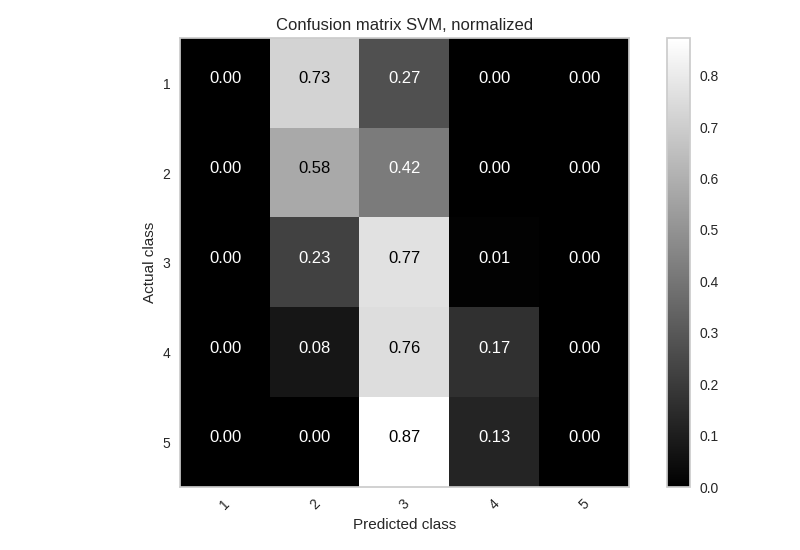 Confusion matrix SVM, normalized
1 0.00 0.73 0.27 0.00 0.00
2 0.00 0.58 0.42 0.00 0.00
3 0.00 0.23 0.77 0.01 0.00
4 0.00 0.08 0.76 0.17 0.00
5 0.00 0.00 0.87 0.13 0.00
Actual class
1 2 3 4 5
Predicted class
0.8
0.7
0.6
0.5
0.4
0.3
0.2
0.1
0.0